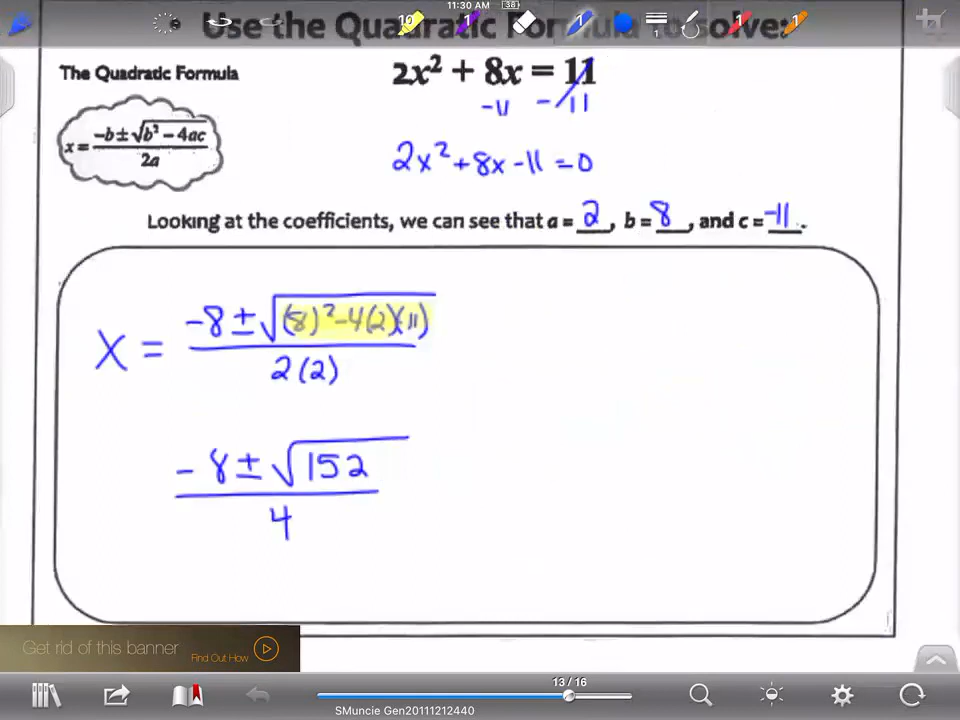 11:30 AM 38
Use the Quadratic Formula to solve:
The Quadratic Formula
2x² + 8x = 11
x = -b ± √b² - 4ac / 2a
-11 -11
2x² + 8x - 11 = 0
Looking at the coefficients, we can see that a = 2, b = 8, and c = -11.
X = -8 ± √(8)² - 4(2)(11) / 2(2)
-8 ± √152 / 4
Get rid of this banner
Find Out How
13 / 16
SMuncie Gen20111212440